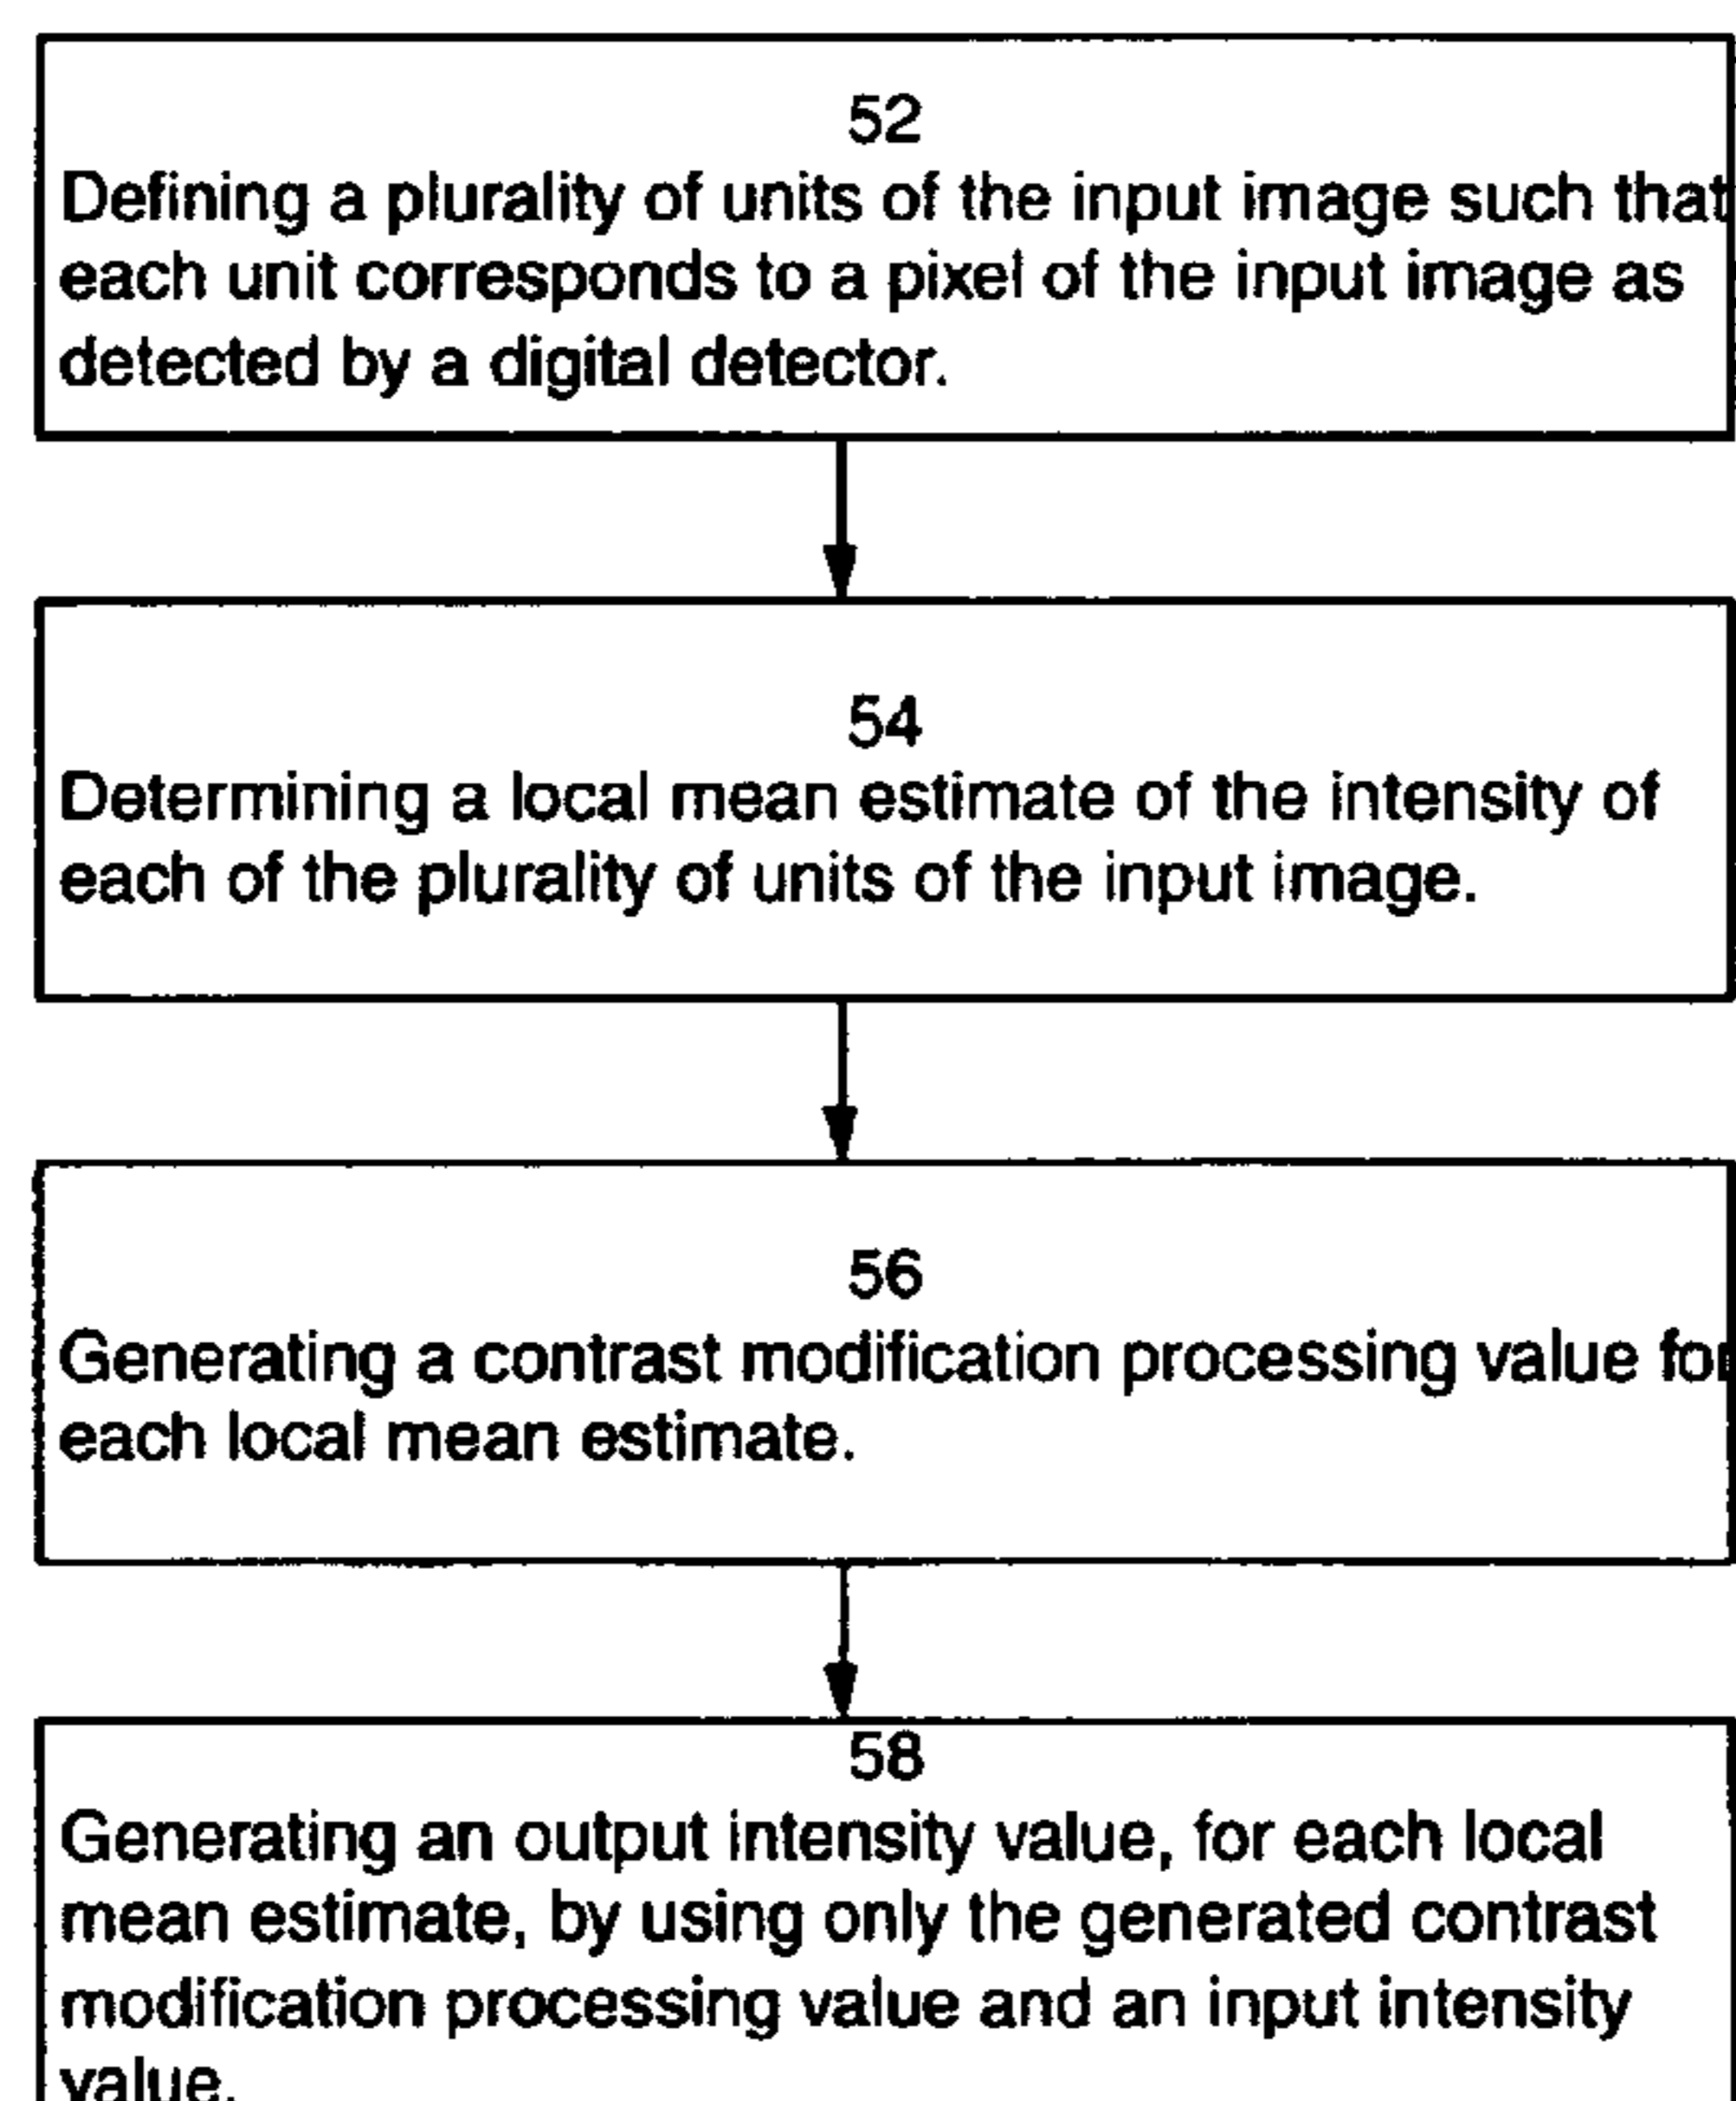 52
Defining a plurality of units of the input image such that
each unit corresponds to a pixel of the input image as
detected by a digital detector.
54
Determining a local mean estimate of the intensity of
each of the plurality of units of the input image.
56
Generating a contrast modification processing value for
each local mean estimate.
58
Generating an output intensity value, for each local
mean estimate, by using only the generated contrast
modification processing value and an input intensity
value.